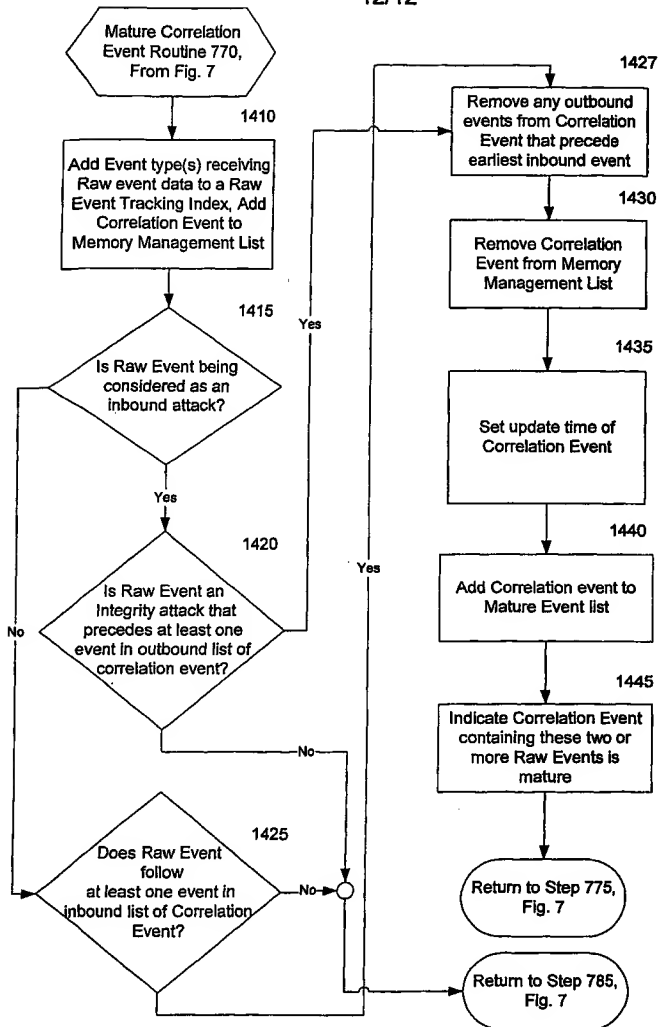 12/12
Mature Correlation
Event Routine 770,
From Fig. 7
1410
Add Event type(s) receiving
Raw event data to a Raw
Event Tracking Index, Add
Correlation Event to
Memory Management List
1415
Is Raw Event being
considered as an
inbound attack?
Yes
1420
Is Raw Event an
Integrity attack that
precedes at least one
event in outbound list of
correlation event?
Yes
No
No
1425
Does Raw Event
follow
at least one event in
inbound list of Correlation
Event?
No
Yes
1427
Remove any outbound
events from Correlation
Event that precede
earliest inbound event
1430
Remove Correlation
Event from Memory
Management List
1435
Set update time of
Correlation Event
1440
Add Correlation event to
Mature Event list
1445
Indicate Correlation Event
containing these two or
more Raw Events is
mature
Return to Step 775,
Fig. 7
Return to Step 785,
Fig. 7